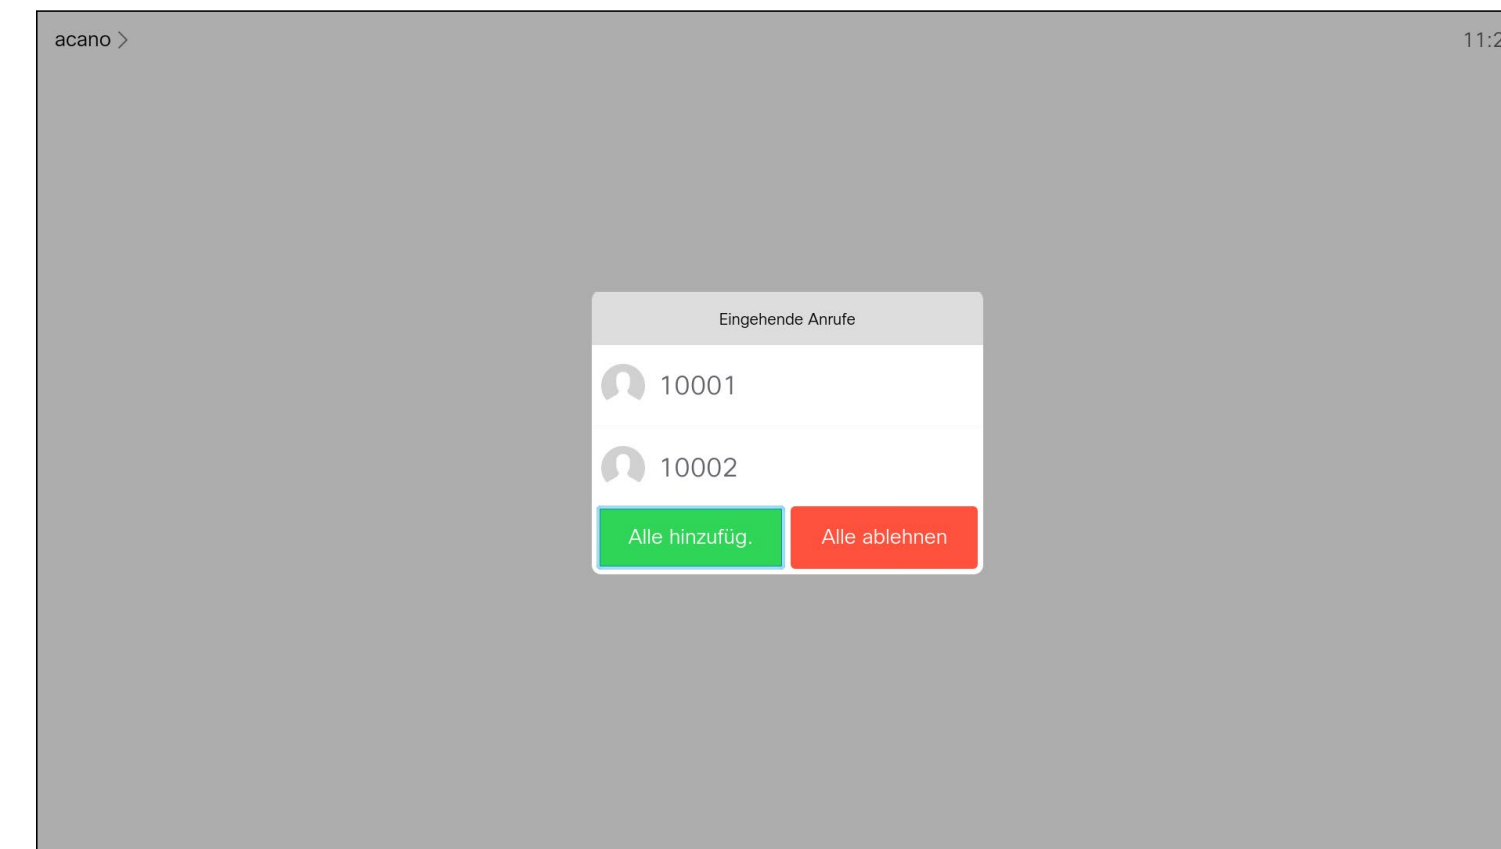 acano >
Eingehende Anrufe
10001
10002
Alle hinzufüg. Alle ablehnen